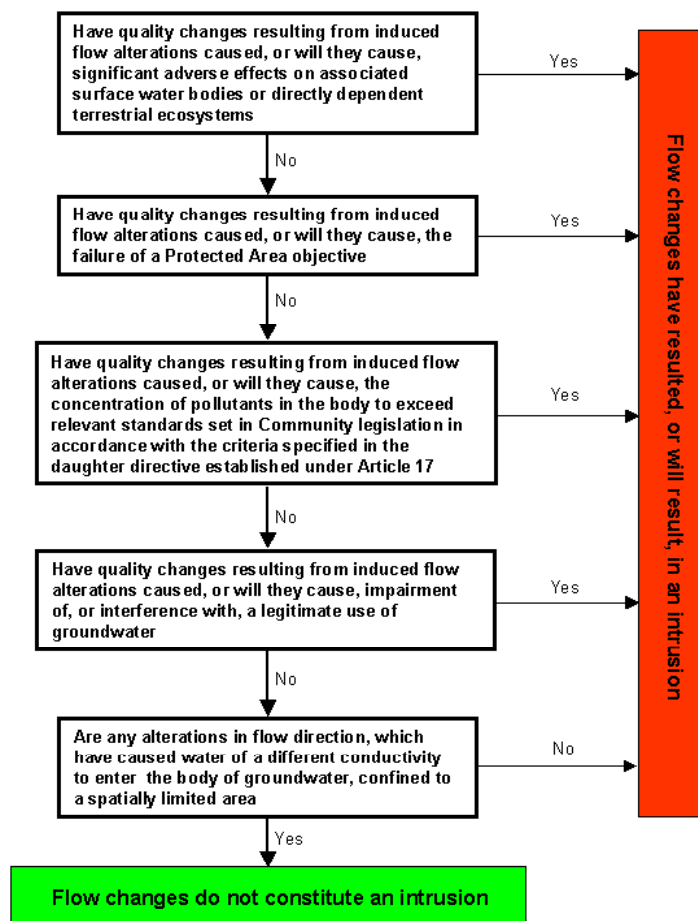 Have quality changes resulting from induced
flow alterations caused, or will they cause,
significant adverse effects on associated
surface water bodies or directly dependent
terrestrial ecosystems
Yes
No
Have quality changes resulting from induced
flow alterations caused, or will they cause, the
failure of a Protected Area objective
Yes
No
Have quality changes resulting from induced flow
alterations caused, or will they cause, the
concentration of pollutants in the body to exceed
relevant standards set in Community legislation in
accordance with the criteria specified in the
daughter directive established under Article 17
Yes
No
Have quality changes resulting from induced flow
alterations caused, or will they cause, impairment
of, or interference with, a legitimate use of
groundwater
Yes
No
Are any alterations in flow direction, which
have caused water of a different conductivity
to enter the body of groundwater, confined to
a spatially limited area
No
Yes
Flow changes do not constitute an intrusion
Flow changes have resulted, or will result, in an intrusion